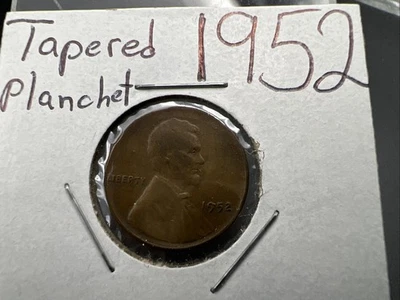 Tapered 1952
Planchet
LIBERTY
1952